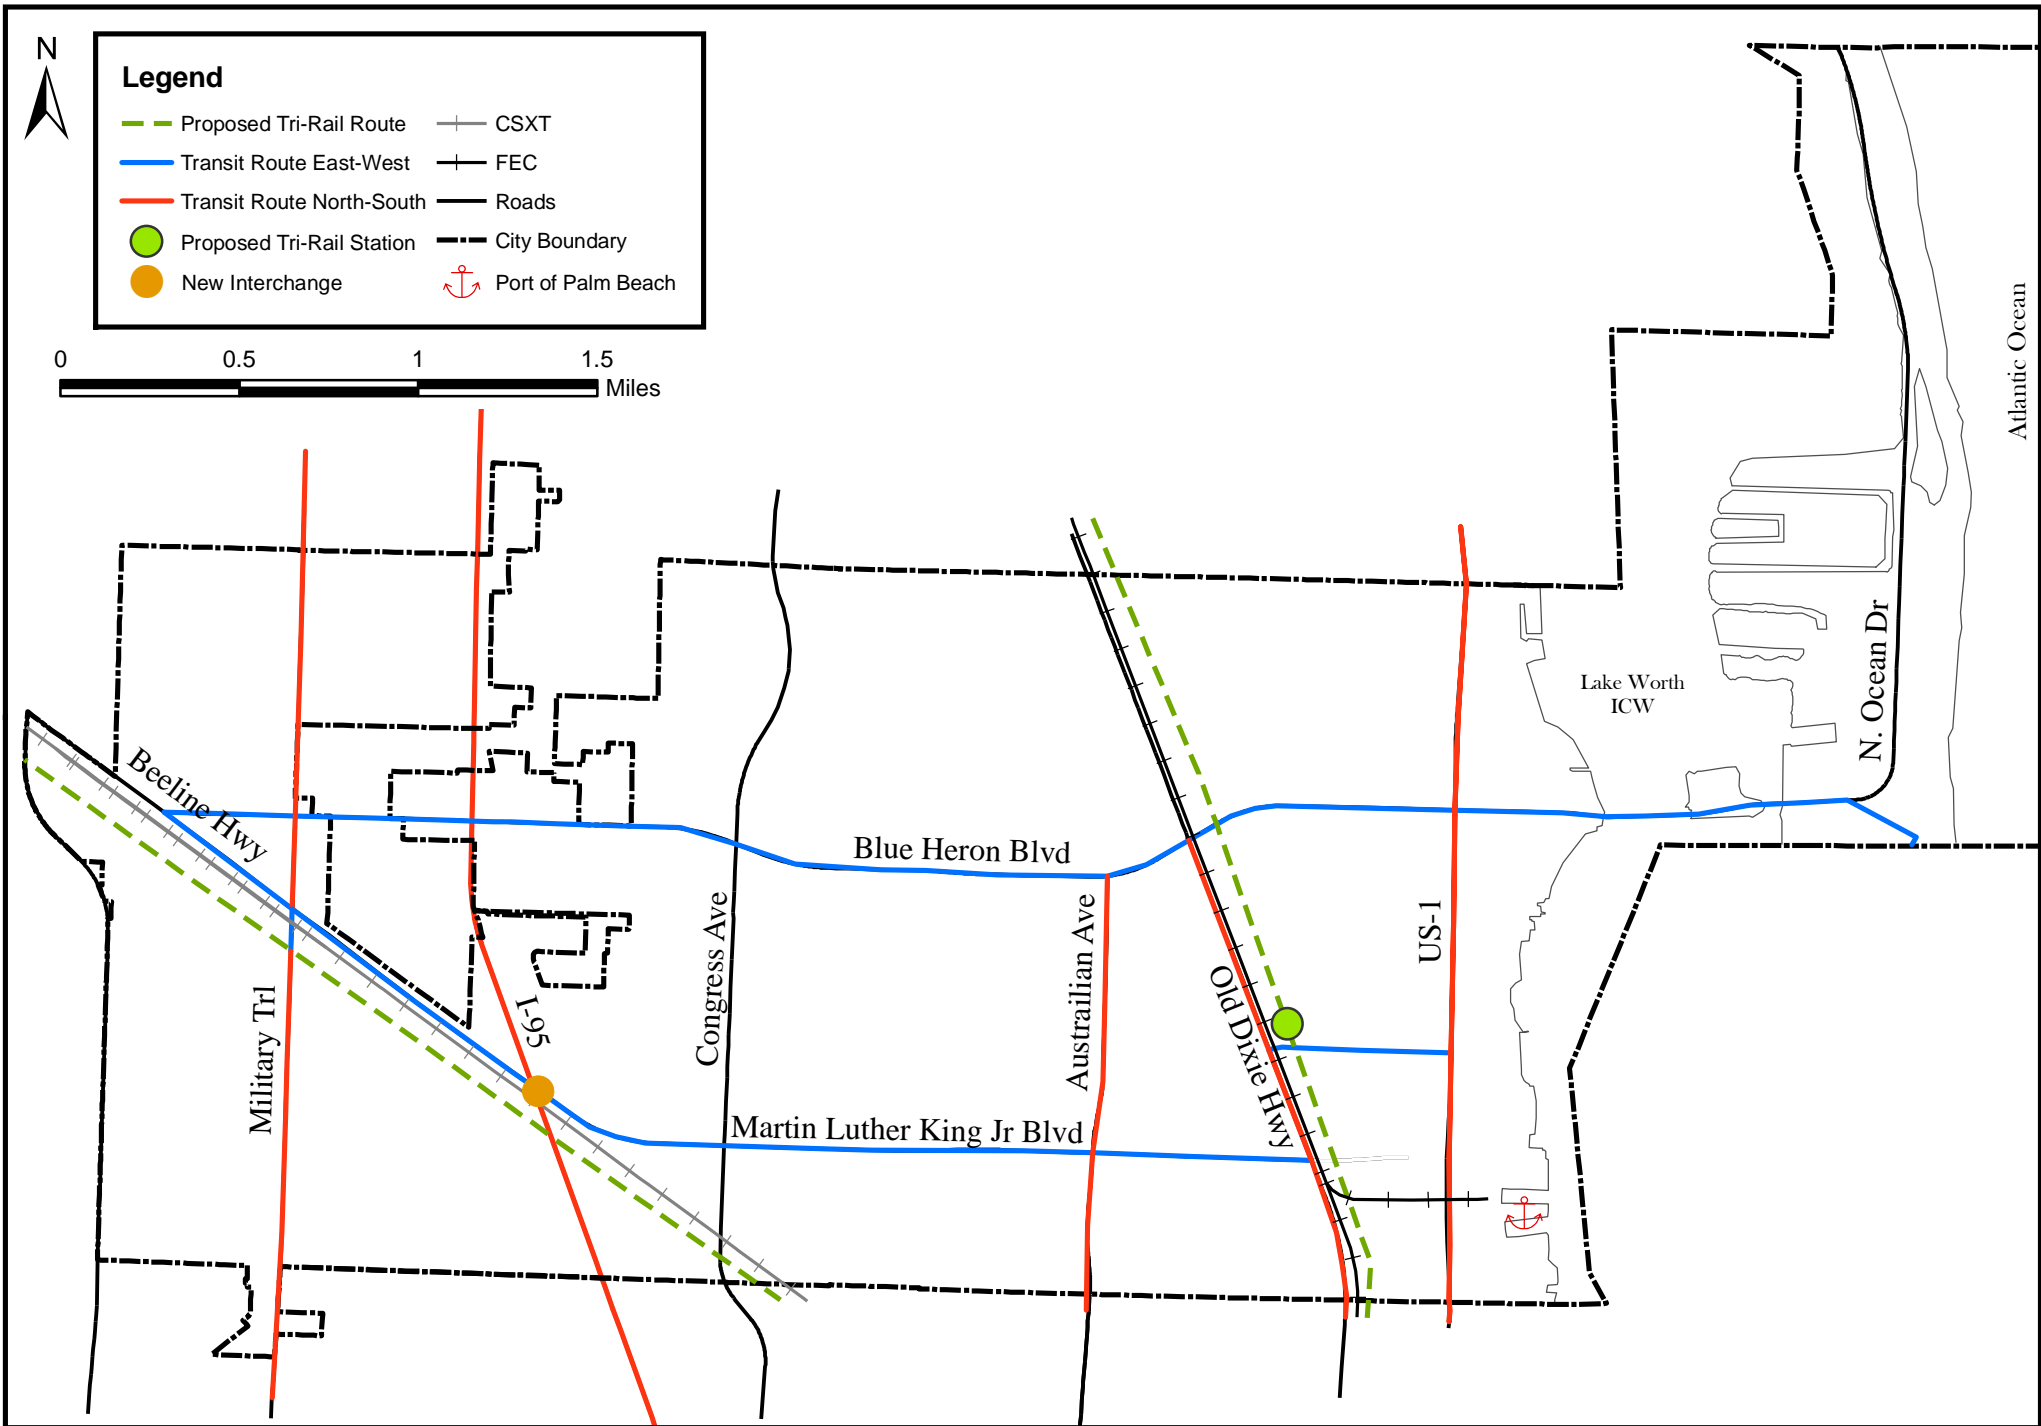 N
Legend
Proposed Tri-Rail Route
CSXT
Transit Route East-West
FEC
Transit Route North-South
Roads
Proposed Tri-Rail Station
City Boundary
New Interchange
Port of Palm Beach
0 0.5 1 1.5
Miles
Atlantic Ocean
N. Ocean Dr
Lake Worth
ICW
Beeline Hwy
Blue Heron Blvd
Congress Ave
Austrailian Ave
US-1
Old Dixie Hwy
I-95
Military Trl
Martin Luther King Jr Blvd